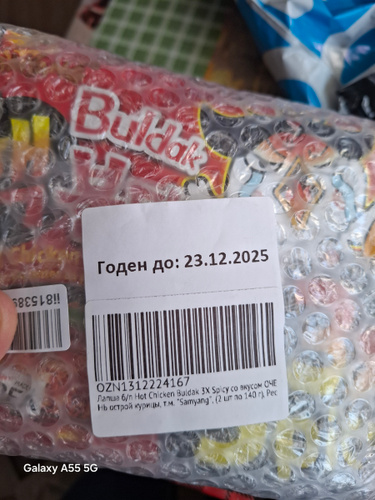 Buldak
Годен до: 23.12.2025
ii815389
OZN1312224167
Лапша б/п Hot Chicken Buldak 3X Spicy со вкусом ОЧЕ
НЬ острой курицы, т.м. "Samyang", (2 шт по 140 г), Рес
Galaxy A55 5G